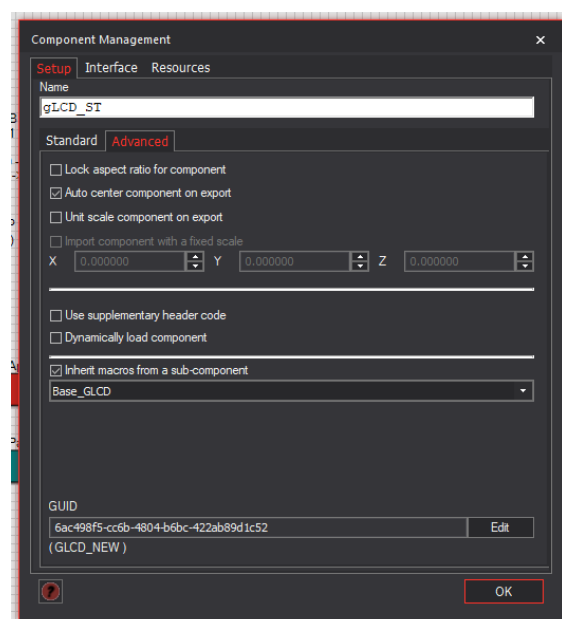 Component Management
Setup Interface Resources
Name
gLCD_ST
Standard Advanced
Lock aspect ratio for component
Auto center component on export
Unit scale component on export
Import component with a fixed scale
X 0.000000 Y 0.000000 Z 0.000000
Use supplementary header code
Dynamically load component
Inherit macros from a sub-component
Base_GLCD
GUID
6ac498f5-cc6b-4804-b6bc-422ab89d1c52 Edit
(GLCD_NEW )
? OK